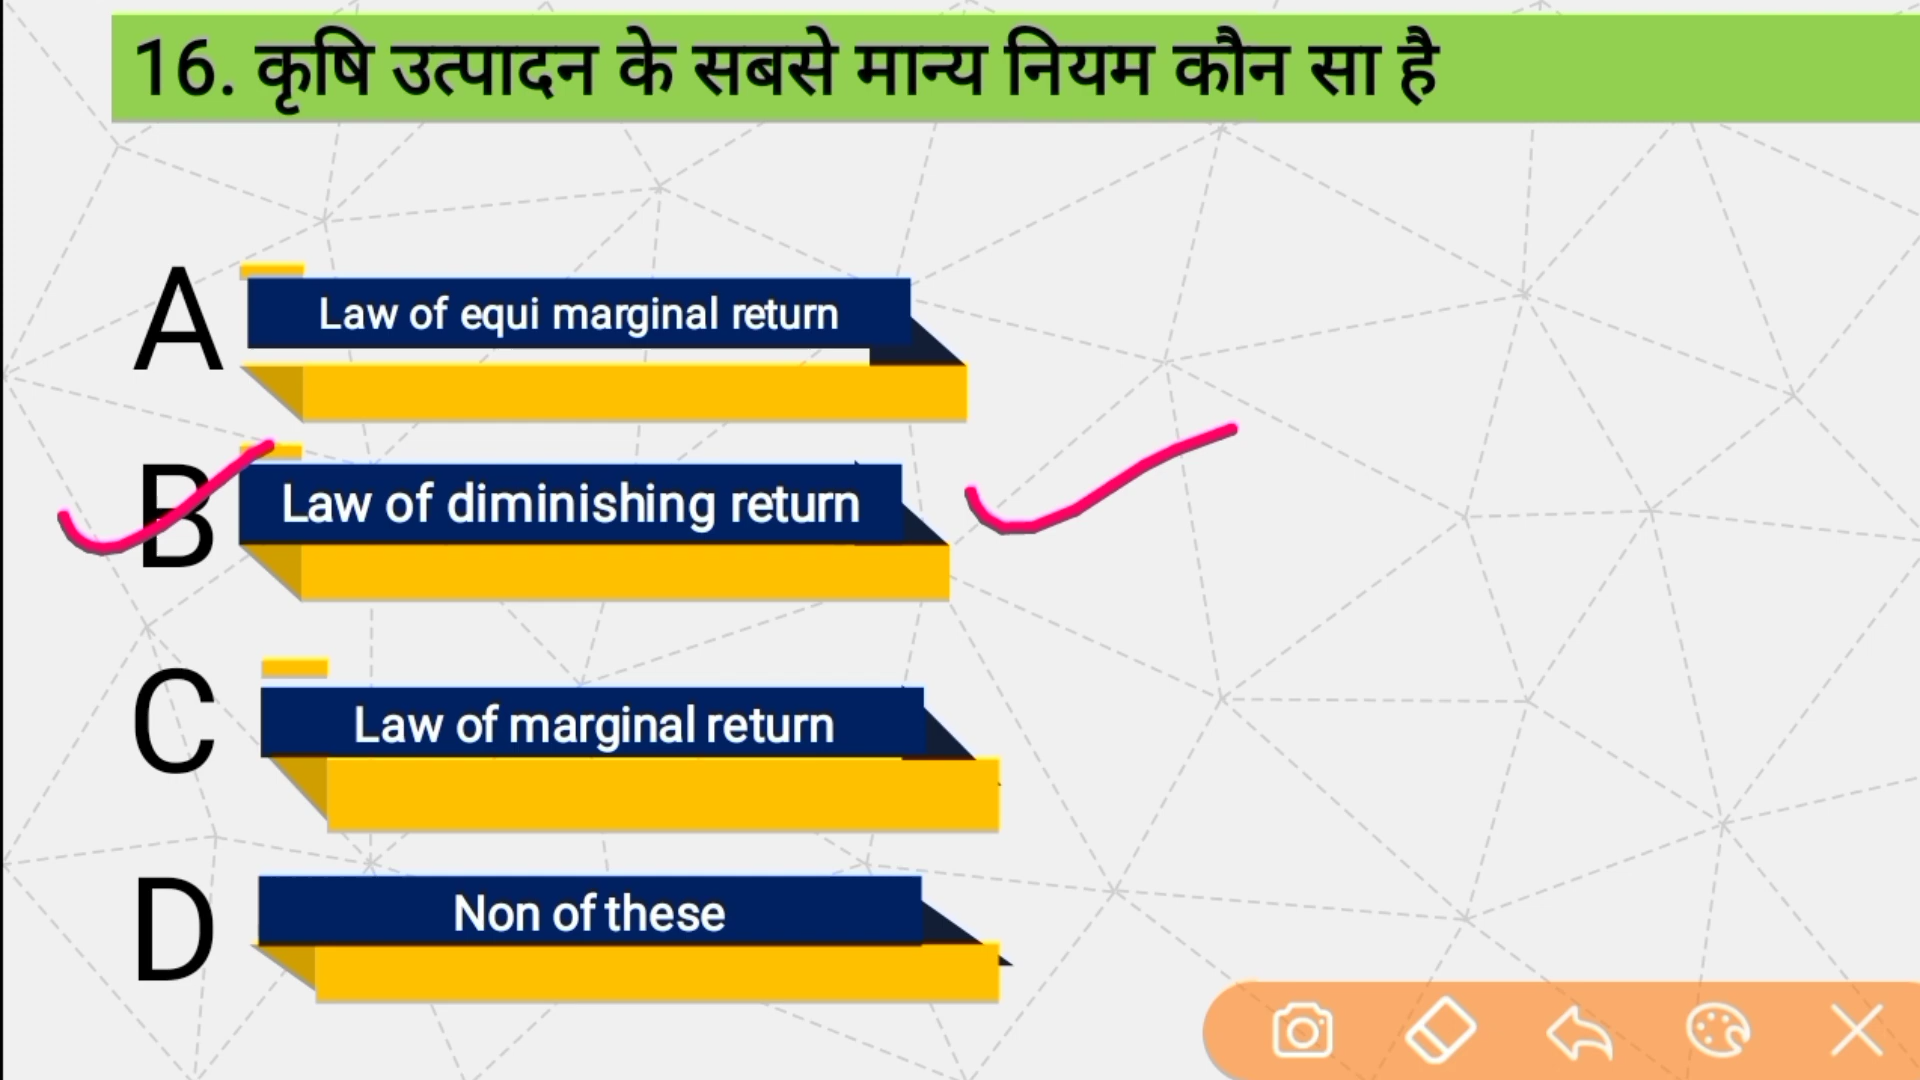 16. कृषि उत्पादन के सबसे मान्य नियम कौन सा है
A Law of equi marginal return
B Law of diminishing return
C Law of marginal return
D Non of these